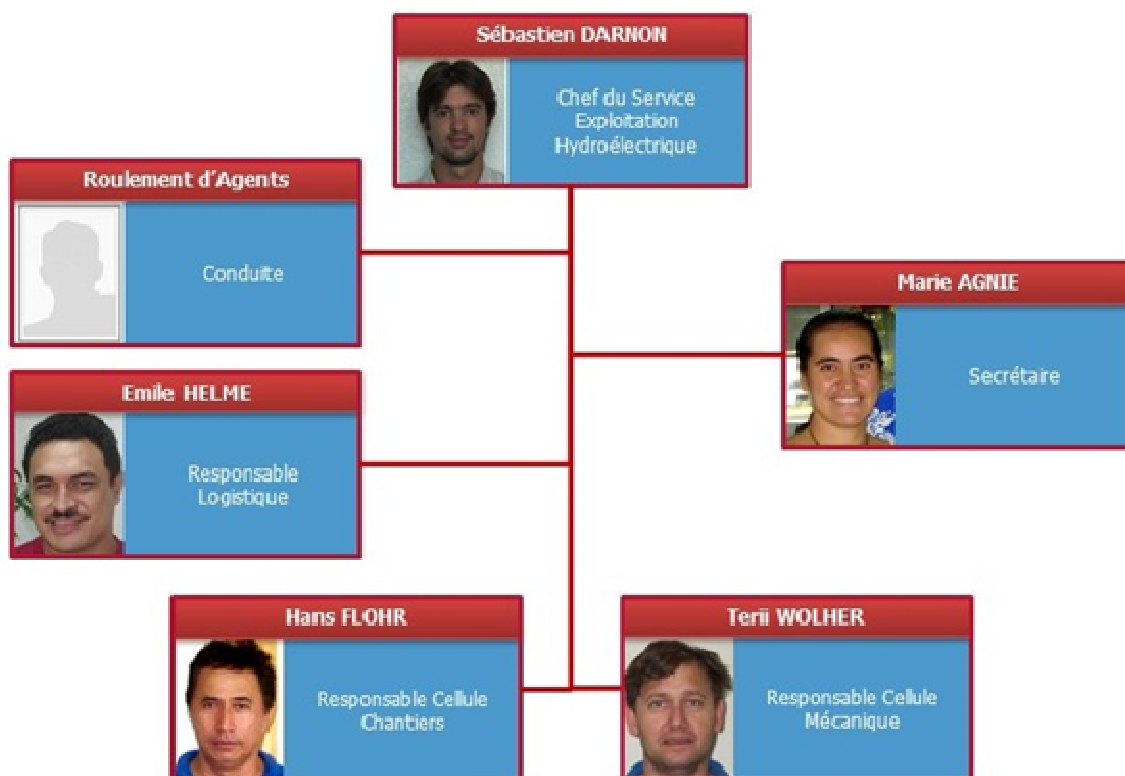 Sébastien DARNON
Chef du Service
Exploitation
Hydroélectrique
Roulement d'Agents
Conduite
Marie AGNIE
Secrétaire
Emile HELME
Responsable
Logistique
Hans FLOHR
Responsable Cellule
Chantiers
Terii WOLHER
Responsable Cellule
Mécanique